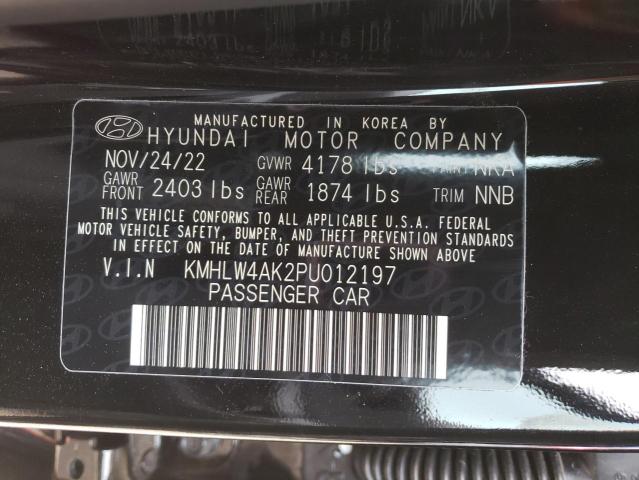 MANUFACTURED IN KOREA BY
HYUNDAI MOTOR COMPANY
NOV/24/22 GVWR 4178 lbs PAINT NKA
GAWR FRONT 2403 lbs GAWR REAR 1874 lbs TRIM NNB
THIS VEHICLE CONFORMS TO ALL APPLICABLE U.S.A. FEDERAL
MOTOR VEHICLE SAFETY, BUMPER, AND THEFT PREVENTION STANDARDS
IN EFFECT ON THE DATE OF MANUFACTURE SHOWN ABOVE
V.I.N KMHLW4AK2PU012197
PASSENGER CAR